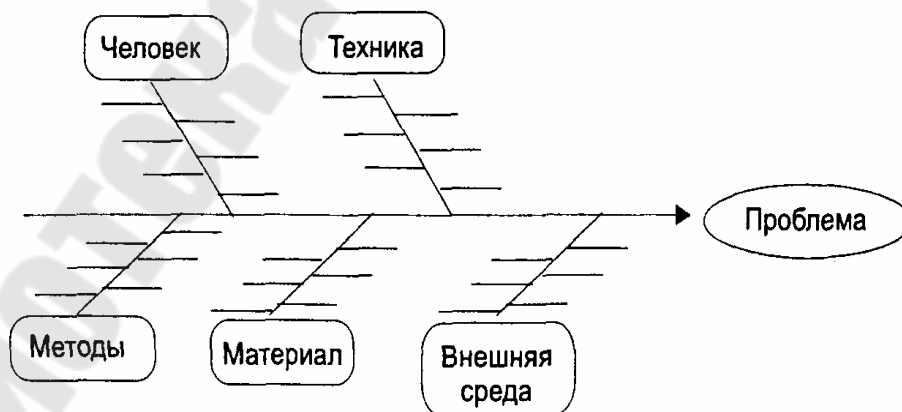 Человек
Техника
Проблема
Методы
Материал
Внешняя
среда